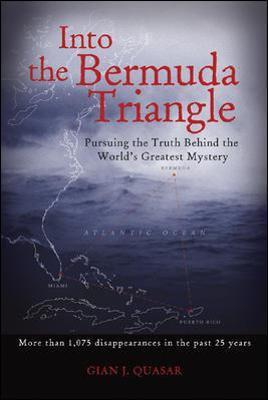 Into
the Bermuda
Triangle
Pursuing the Truth Behind the
World's Greatest Mystery
BERMUDA
ATLANTIC OCEAN
MIAMI
PUERTO RICO
More than 1,075 disappearances in the past 25 years
GIAN J. QUASAR